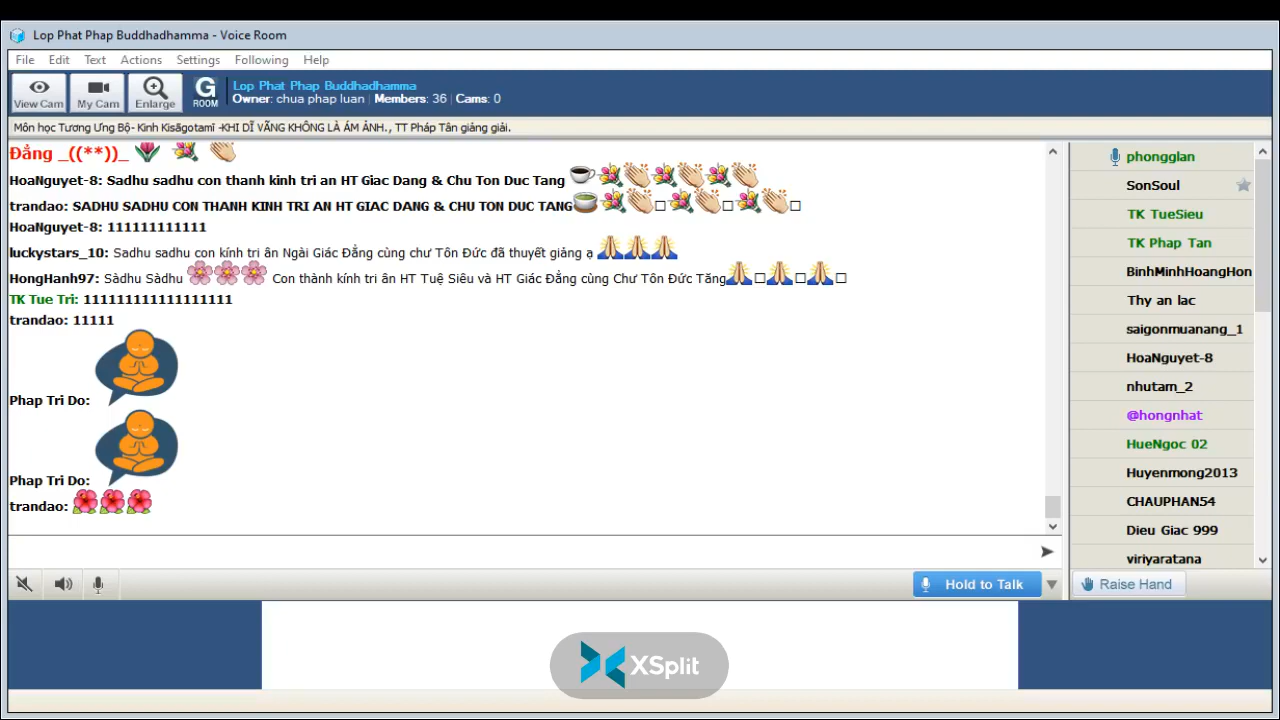 Lop Phat Phap Buddhadhamma - Voice Room
File Edit Text Actions Settings Following Help
View Cam My Cam Enlarge G ROOM
Lop Phat Phap Buddhadhamma
Owner: chua phap luan | Members: 36 | Cams: 0
Môn học Tương Ưng Bộ- Kinh Kisāgotamī -KHI DĨ VÃNG KHÔNG LÀ ÁM ẢNH., TT Pháp Tân giảng giải.
Đẳng _((**))_
HoaNguyet-8: Sadhu sadhu con thanh kinh tri an HT Giac Dang & Chu Ton Duc Tang
trandao: SADHU SADHU CON THANH KINH TRI AN HT GIAC DANG & CHU TON DUC TANG
HoaNguyet-8: 111111111111
luckystars_10: Sadhu sadhu con kính tri ân Ngài Giác Đẳng cùng chư Tôn Đức đã thuyết giảng ạ
HongHanh97: Sādhu Sàdhu Con thành kính tri ân HT Tuệ Siêu và HT Giác Đẳng cùng Chư Tôn Đức Tăng
TK Tue Tri: 111111111111111111
trandao: 11111
Phap Tri Do:
Phap Tri Do:
trandao:
phongglan
SonSoul
TK TueSieu
TK Phap Tan
BinhMinhHoangHon
Thy an lac
saigonmuanang_1
HoaNguyet-8
nhutam_2
@hongnhat
HueNgoc 02
Huyenmong2013
CHAUPHAN54
Dieu Giac 999
viriyaratana
Hold to Talk
Raise Hand
XSplit